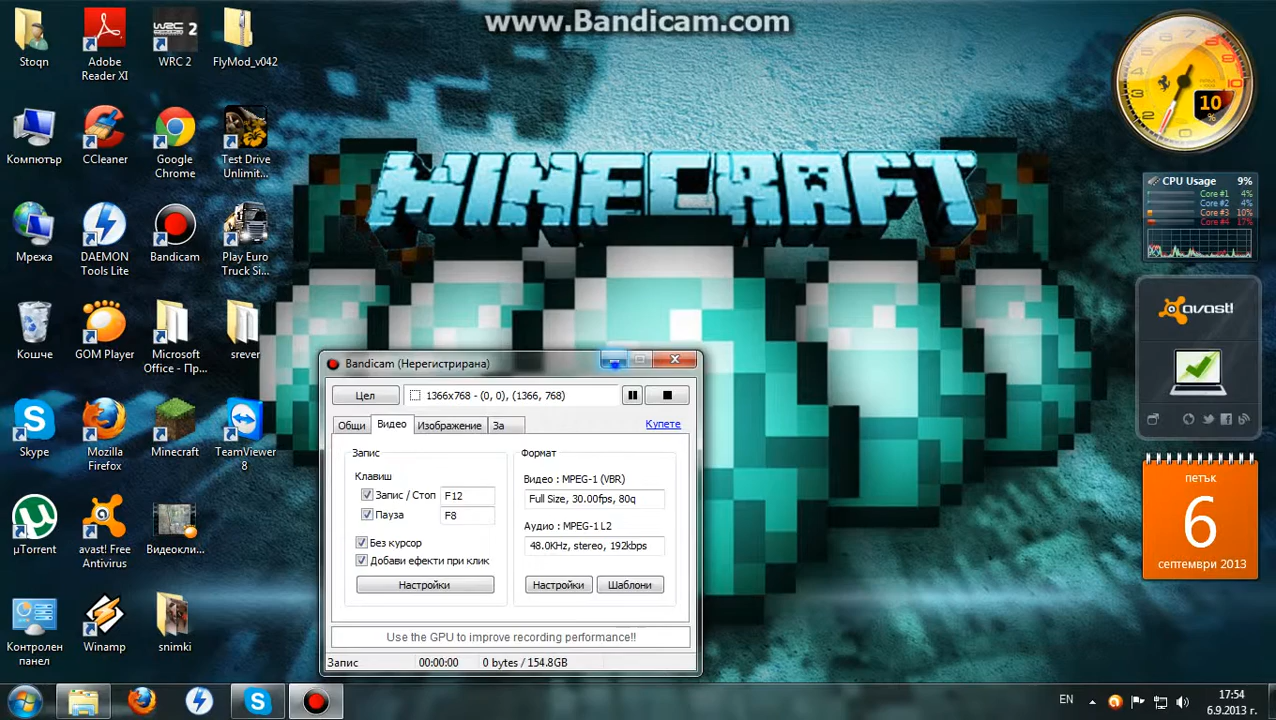 www.Bandicam.com
Stoqn
Adobe
Reader XI
WRC 2
WRC 2
FlyMod_v042
Компютър
CCleaner
Google
Chrome
Test Drive
Unlimit...
Мрежа
DAEMON
Tools Lite
Bandicam
Play Euro
Truck Si...
Кошче
GOM Player
Microsoft
Office - Пр...
srever
Skype
Mozilla
Firefox
Minecraft
TeamViewer
8
µTorrent
avast! Free
Antivirus
Видеокли...
Контролен
панел
Winamp
snimki
MINECRAFT
10
%
CPU Usage 9%
Core #1 4%
Core #2 4%
Core #3 10%
Core #4 17%
avast!
петък
6
септември 2013
Bandicam (Нерегистрирана)
Цел
1366x768 - (0, 0), (1366, 768)
Общи Видео Изображение За Купете
Запис
Клавиш
Запис / Стоп F12
Пауза F8
Без курсор
Добави ефекти при клик
Настройки
Формат
Видео : MPEG-1 (VBR)
Full Size, 30.00fps, 80q
Аудио : MPEG-1 L2
48.0KHz, stereo, 192kbps
Настройки Шаблони
Use the GPU to improve recording performance!!
Запис 00:00:00 0 bytes / 154.8GB
EN
17:54
6.9.2013 г.